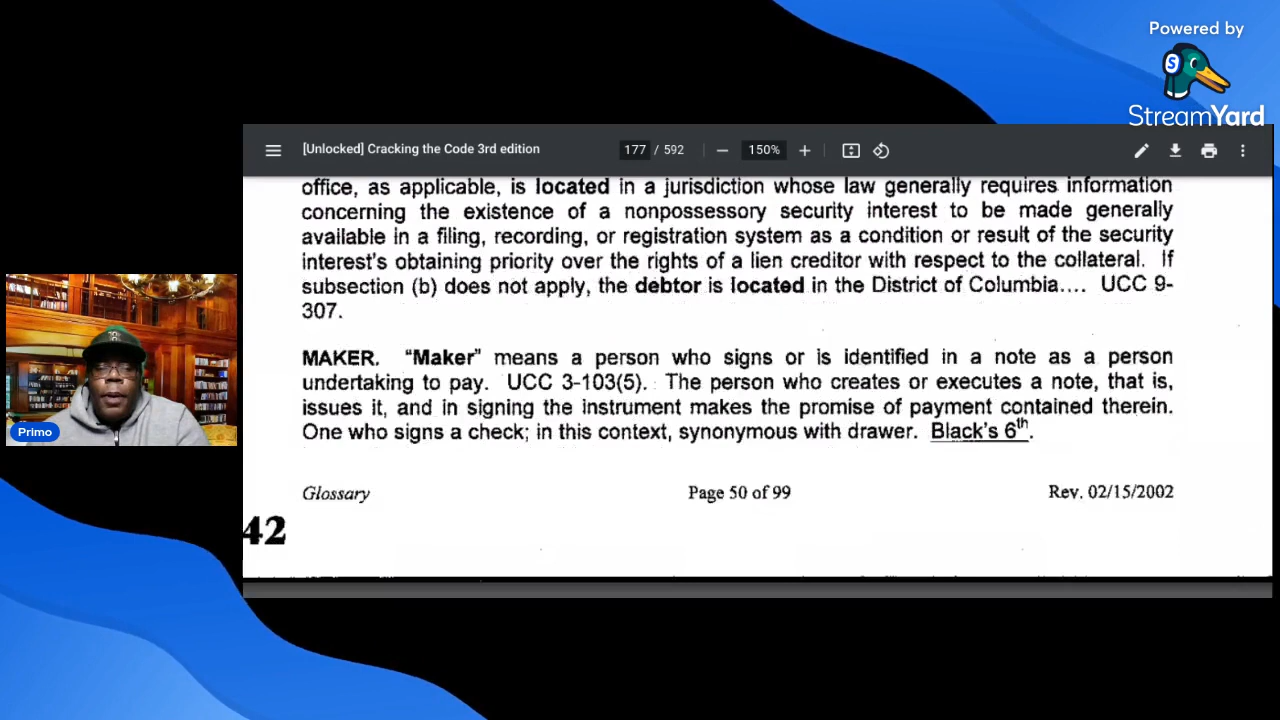 Powered by
StreamYard
[Unlocked] Cracking the Code 3rd edition
177 / 592
150%
office, as applicable, is located in a jurisdiction whose law generally requires information
concerning the existence of a nonpossessory security interest to be made generally
available in a filing, recording, or registration system as a condition or result of the security
interest's obtaining priority over the rights of a lien creditor with respect to the collateral. If
subsection (b) does not apply, the debtor is located in the District of Columbia.... UCC 9-
307.
MAKER. "Maker" means a person who signs or is identified in a note as a person
undertaking to pay. UCC 3-103(5). The person who creates or executes a note, that is,
issues it, and in signing the instrument makes the promise of payment contained therein.
One who signs a check; in this context, synonymous with drawer. Black's 6th.
Glossary Page 50 of 99 Rev. 02/15/2002
42
Primo